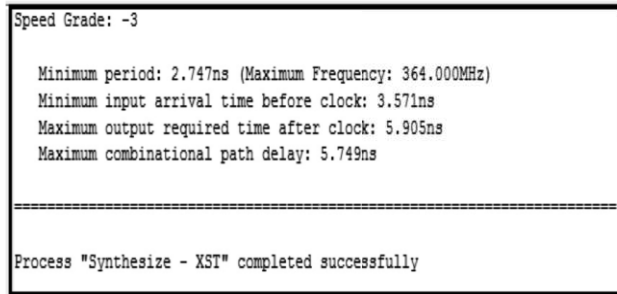 Speed Grade: -3
Minimum period: 2.747ns (Maximum Frequency: 364.000MHz)
Minimum input arrival time before clock: 3.571ns
Maximum output required time after clock: 5.905ns
Maximum combinational path delay: 5.749ns
=========================================================================
Process "Synthesize - XST" completed successfully